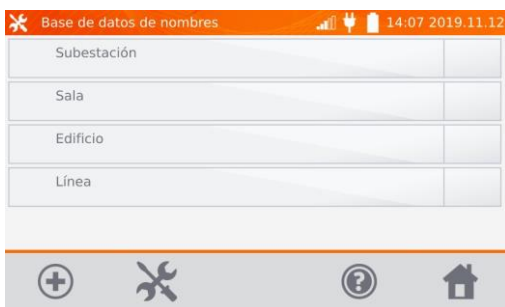 Base de datos de nombres 14:07 2019.11.12
Subestación
Sala
Edificio
Línea